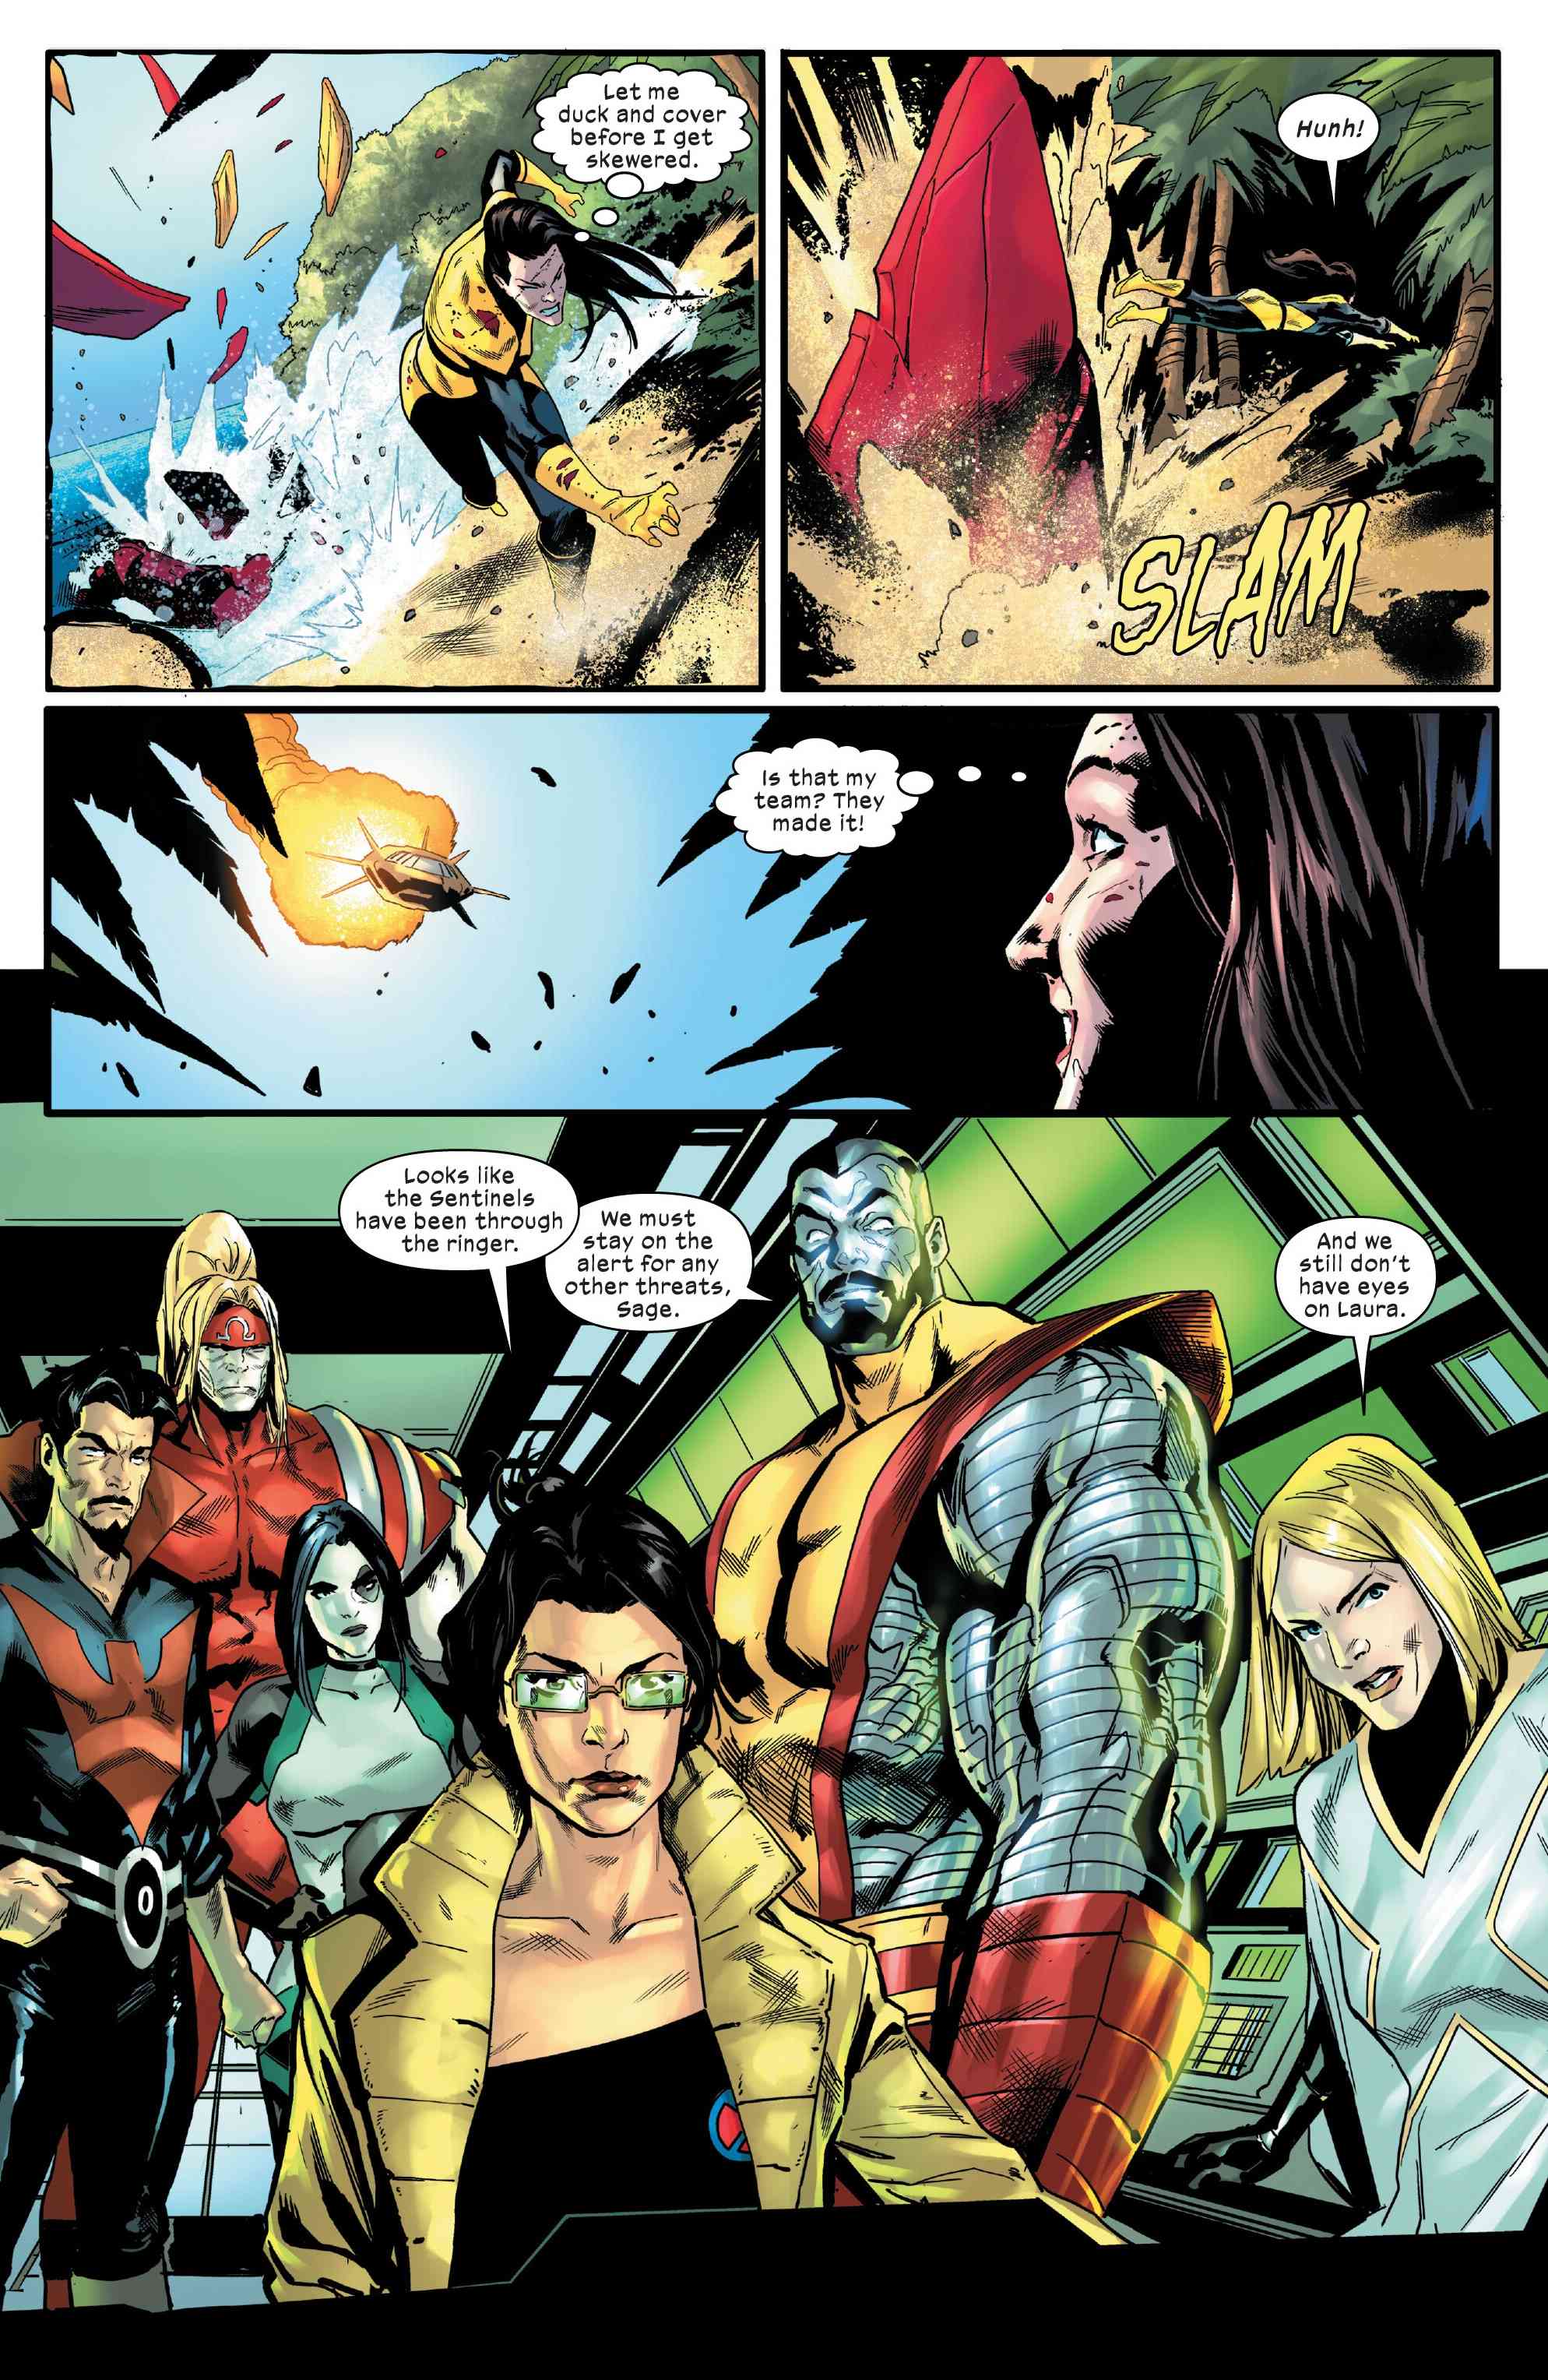 Let me
duck and cover
before I get
skewered.
Hunh!
SLAM
Is that my
team? They
made it!
Looks like
the Sentinels
have been through
the ringer.
We must
stay on the
alert for any
other threats,
Sage.
And we
still don't
have eyes
on Laura.
Ω
0